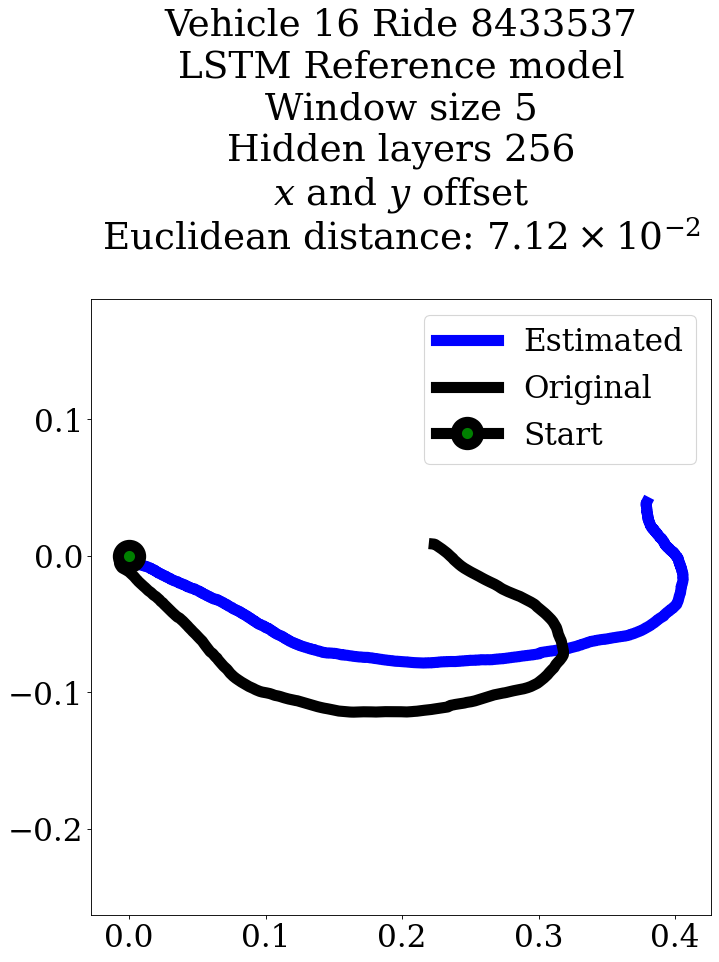 Vehicle 16 Ride 8433537
LSTM Reference model
Window size 5
Hidden layers 256
x and y offset
Euclidean distance: 7.12 × 10⁻²
Estimated
Original
Start
0.1
0.0
−0.1
−0.2
0.0 0.1 0.2 0.3 0.4